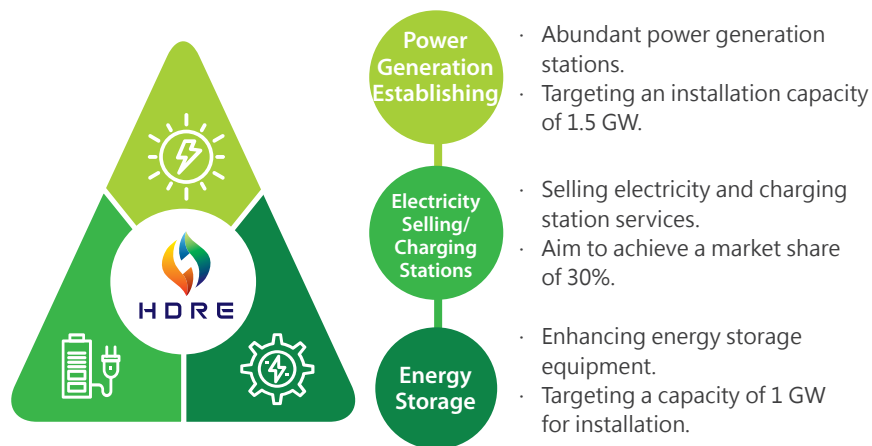 HDRE
Power
Generation
Establishing
· Abundant power generation
stations.
· Targeting an installation capacity
of 1.5 GW.
Electricity
Selling/
Charging
Stations
· Selling electricity and charging
station services.
· Aim to achieve a market share
of 30%.
Energy
Storage
· Enhancing energy storage
equipment.
· Targeting a capacity of 1 GW
for installation.